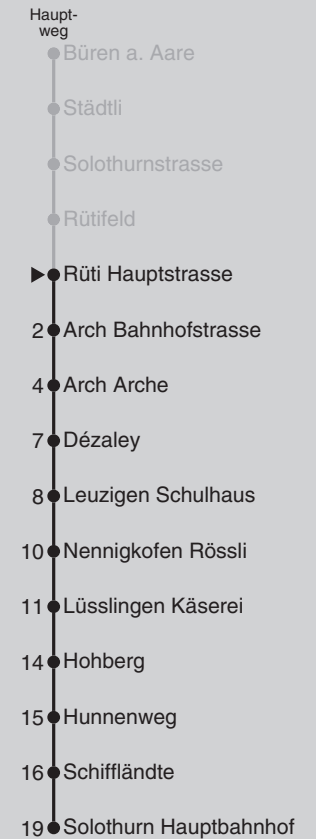 Haupt-
weg
Büren a. Aare
Städtli
Solothurnstrasse
Rütifeld
Rüti Hauptstrasse
2 Arch Bahnhofstrasse
4 Arch Arche
7 Dézaley
8 Leuzigen Schulhaus
10 Nennigkofen Rössli
11 Lüsslingen Käserei
14 Hohberg
15 Hunnenweg
16 Schiffländte
19 Solothurn Hauptbahnhof